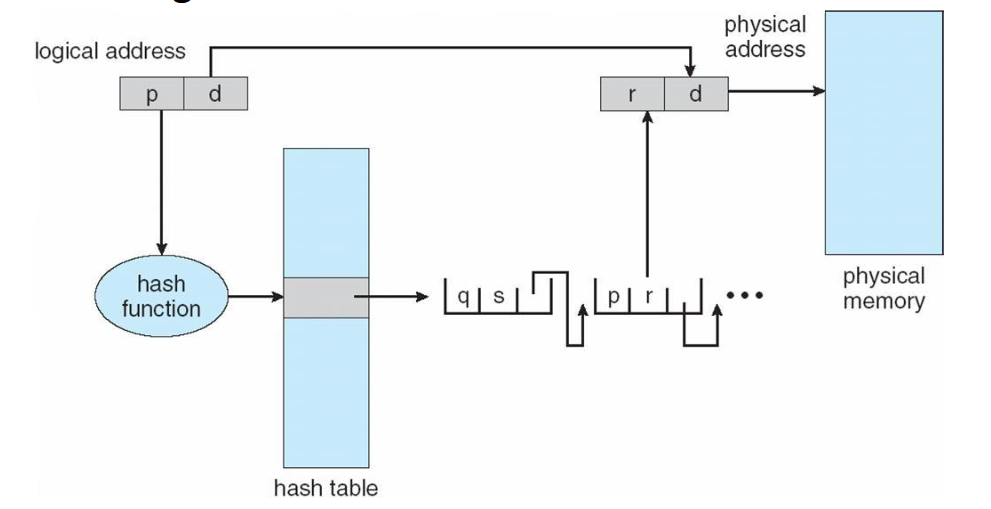 logical address
physical
address
p d
r d
hash
function
q s
p r
•••
physical
memory
hash table